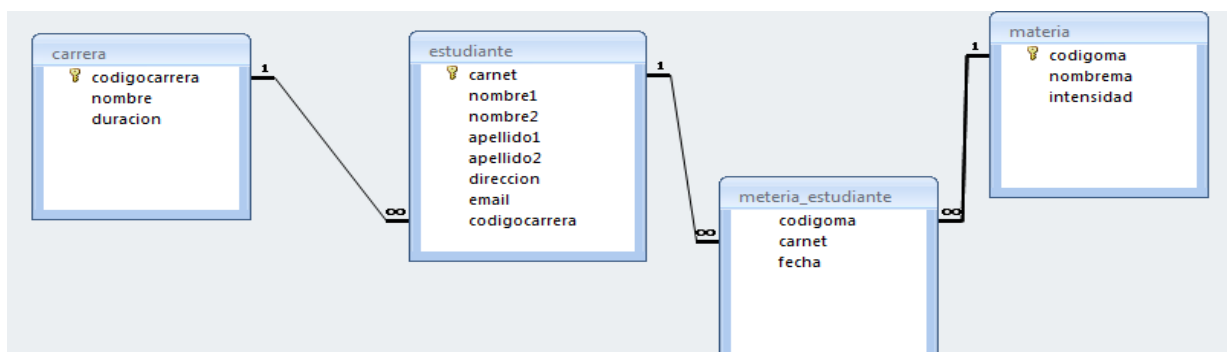 carrera
codigocarrera
nombre
duracion
1
∞
estudiante
carnet
nombre1
nombre2
apellido1
apellido2
direccion
email
codigocarrera
1
∞
meteria_estudiante
codigoma
carnet
fecha
∞
1
materia
codigoma
nombrema
intensidad